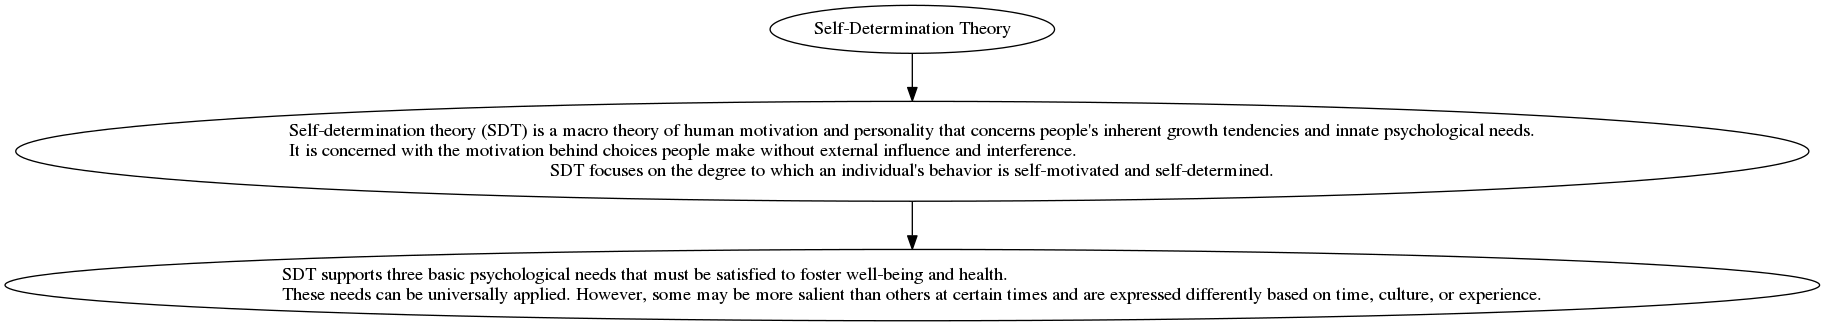 Self-Determination Theory
Self-determination theory (SDT) is a macro theory of human motivation and personality that concerns people's inherent growth tendencies and innate psychological needs.
It is concerned with the motivation behind choices people make without external influence and interference.
SDT focuses on the degree to which an individual's behavior is self-motivated and self-determined.
SDT supports three basic psychological needs that must be satisfied to foster well-being and health.
These needs can be universally applied. However, some may be more salient than others at certain times and are expressed differently based on time, culture, or experience.